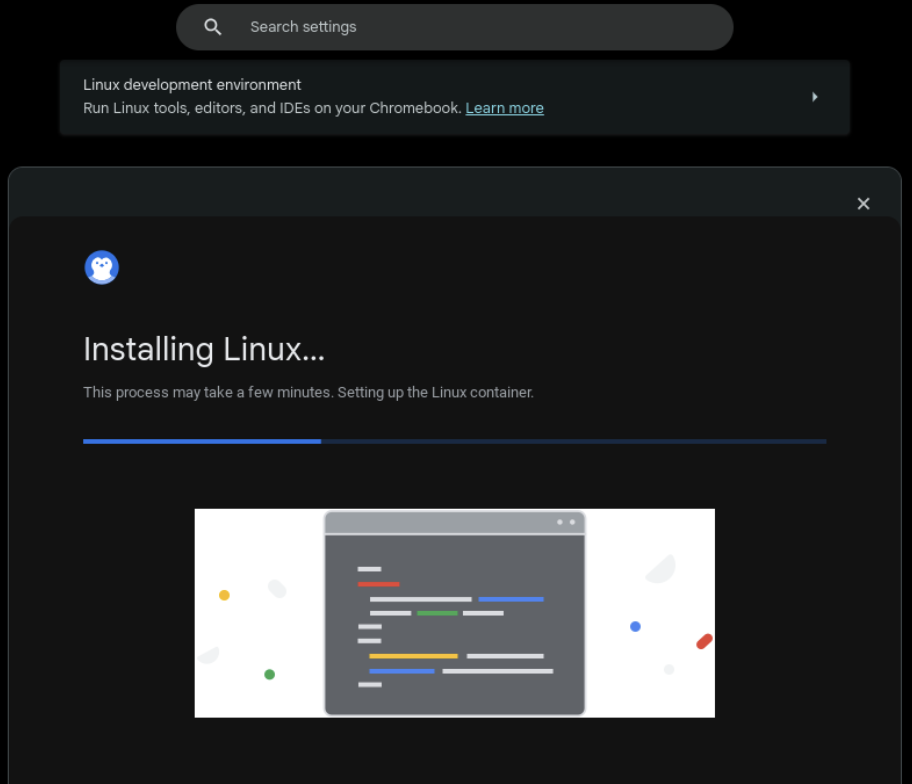 Search settings
Linux development environment
Run Linux tools, editors, and IDEs on your Chromebook. Learn more
Installing Linux...
This process may take a few minutes. Setting up the Linux container.